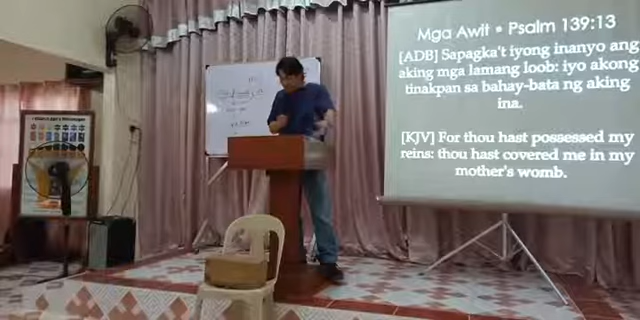 Mga Awit • Psalm 139:13
[ADB] Sapagka't iyong inanyo ang
aking mga lamang loob: iyo akong
tinakpan sa bahay-bata ng aking
ina.
[KJV] For thou hast possessed my
reins: thou hast covered me in my
mother's womb.